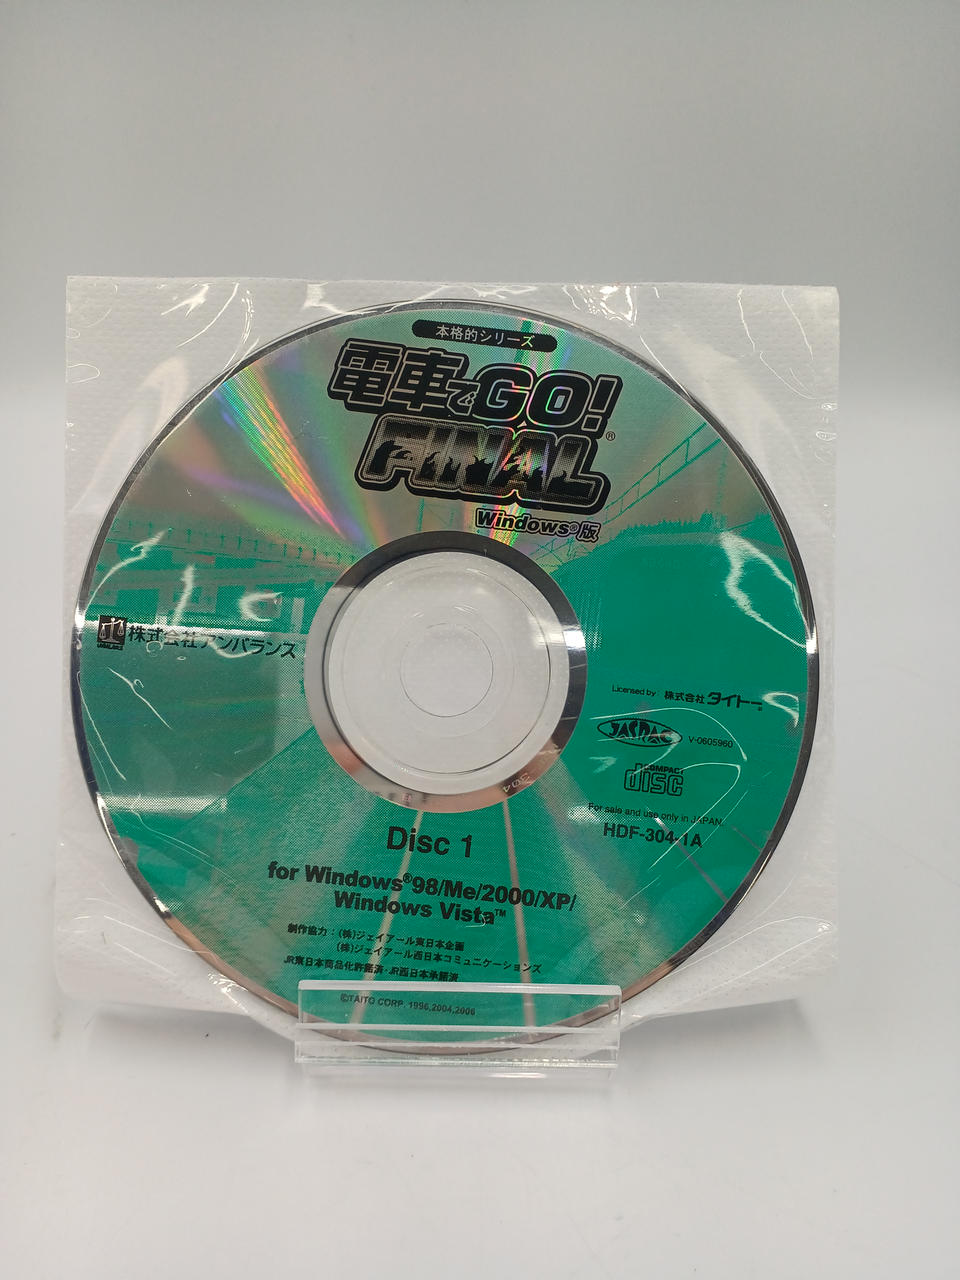 本格的シリーズ
電車でGO!
FINAL®
Windows®版
UNBALANCE
株式会社アンバランス
Licensed by 株式会社タイトー
JASRAC V-0605960
COMPACT
disc
For sale and use only in JAPAN.
HDF-304-1A
304
Disc 1
for Windows®98/Me/2000/XP/
Windows Vista™
制作協力：(株)ジェイアール東日本企画
(株)ジェイアール西日本コミュニケーションズ
JR東日本商品化許諾済・JR西日本承諾済
©TAITO CORP. 1996,2004,2006